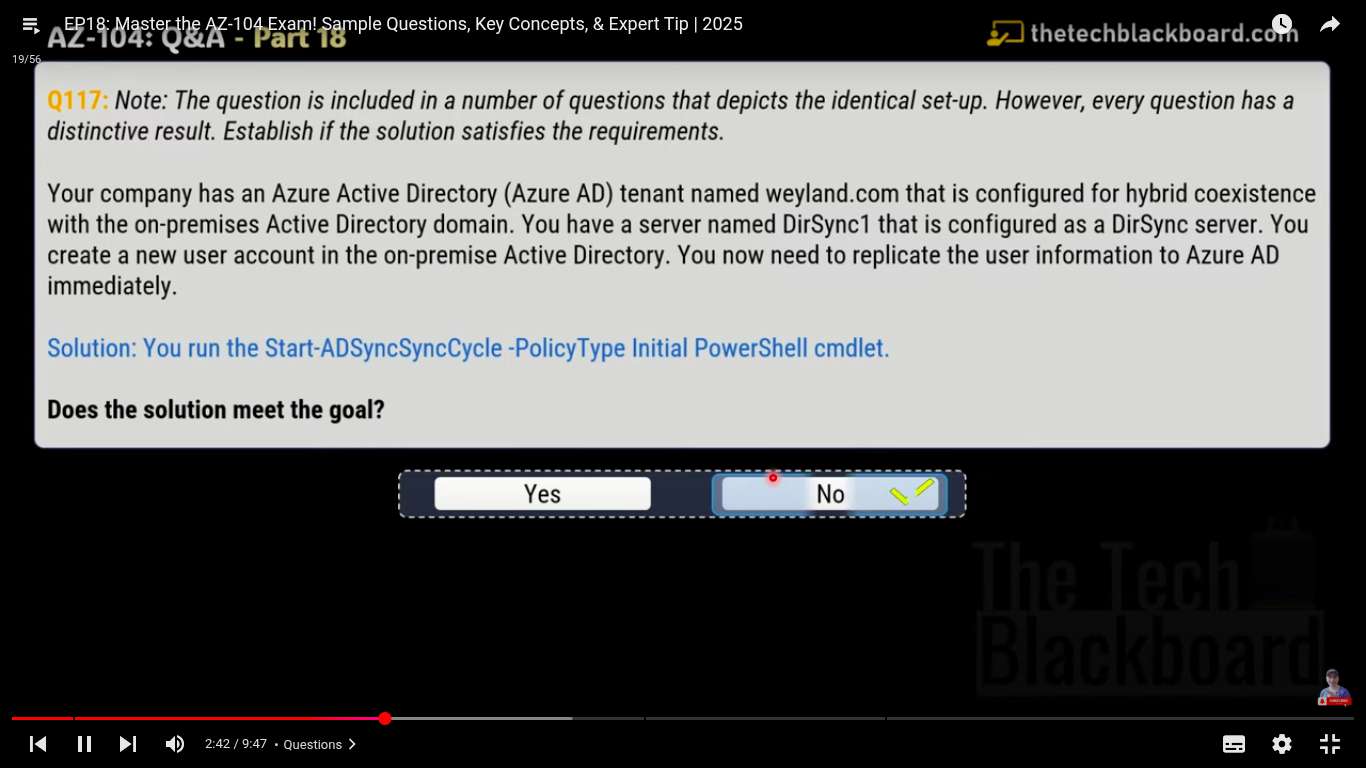 EP18: Master the AZ-104 Exam! Sample Questions, Key Concepts, & Expert Tip | 2025
AZ-104: Q&A - Part 18
thetechblackboard.com
19/56
Q117: Note: The question is included in a number of questions that depicts the identical set-up. However, every question has a
distinctive result. Establish if the solution satisfies the requirements.
Your company has an Azure Active Directory (Azure AD) tenant named weyland.com that is configured for hybrid coexistence
with the on-premises Active Directory domain. You have a server named DirSync1 that is configured as a DirSync server. You
create a new user account in the on-premise Active Directory. You now need to replicate the user information to Azure AD
immediately.
Solution: You run the Start-ADSyncSyncCycle -PolicyType Initial PowerShell cmdlet.
Does the solution meet the goal?
Yes
No
The Tech
Blackboard
2:42 / 9:47 • Questions